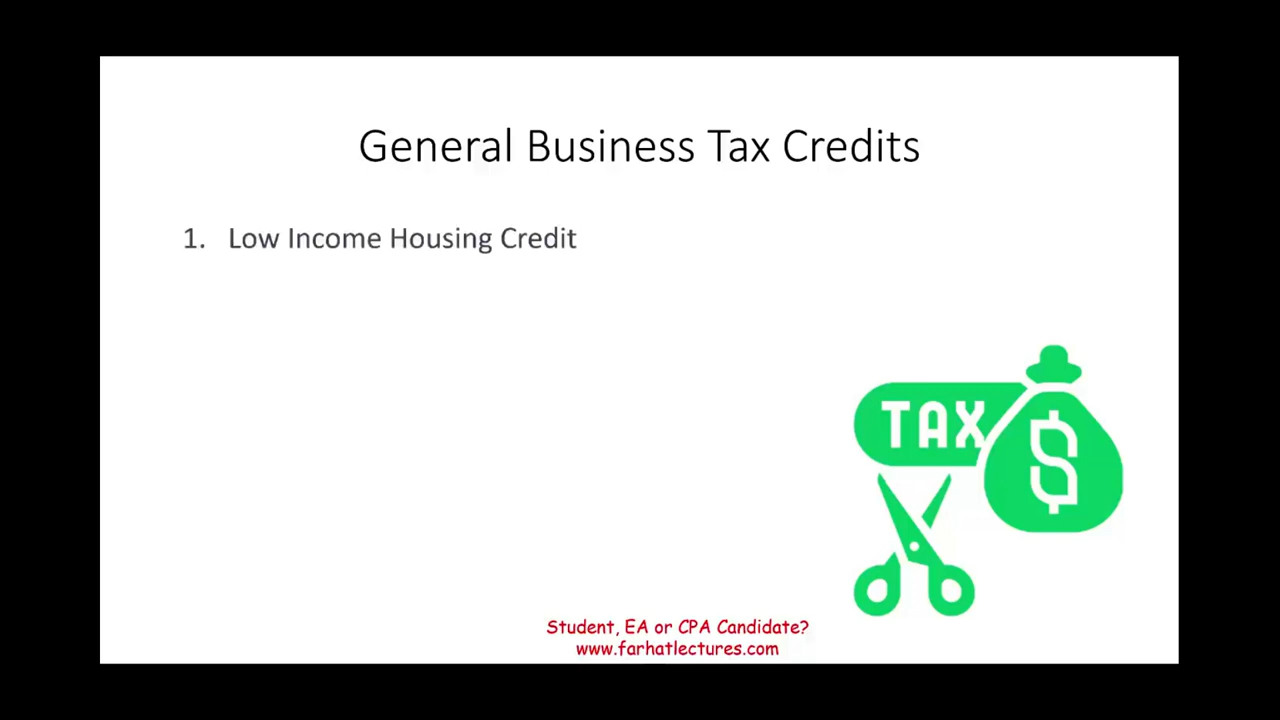 General Business Tax Credits
1. Low Income Housing Credit
TAX
$
Student, EA or CPA Candidate?
www.farhatlectures.com